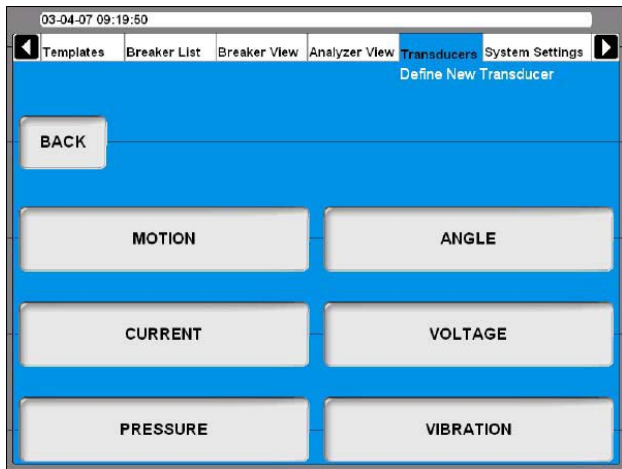 03-04-07 09:19:50
Templates Breaker List Breaker View Analyzer View Transducers System Settings
Define New Transducer
BACK
MOTION ANGLE
CURRENT VOLTAGE
PRESSURE VIBRATION